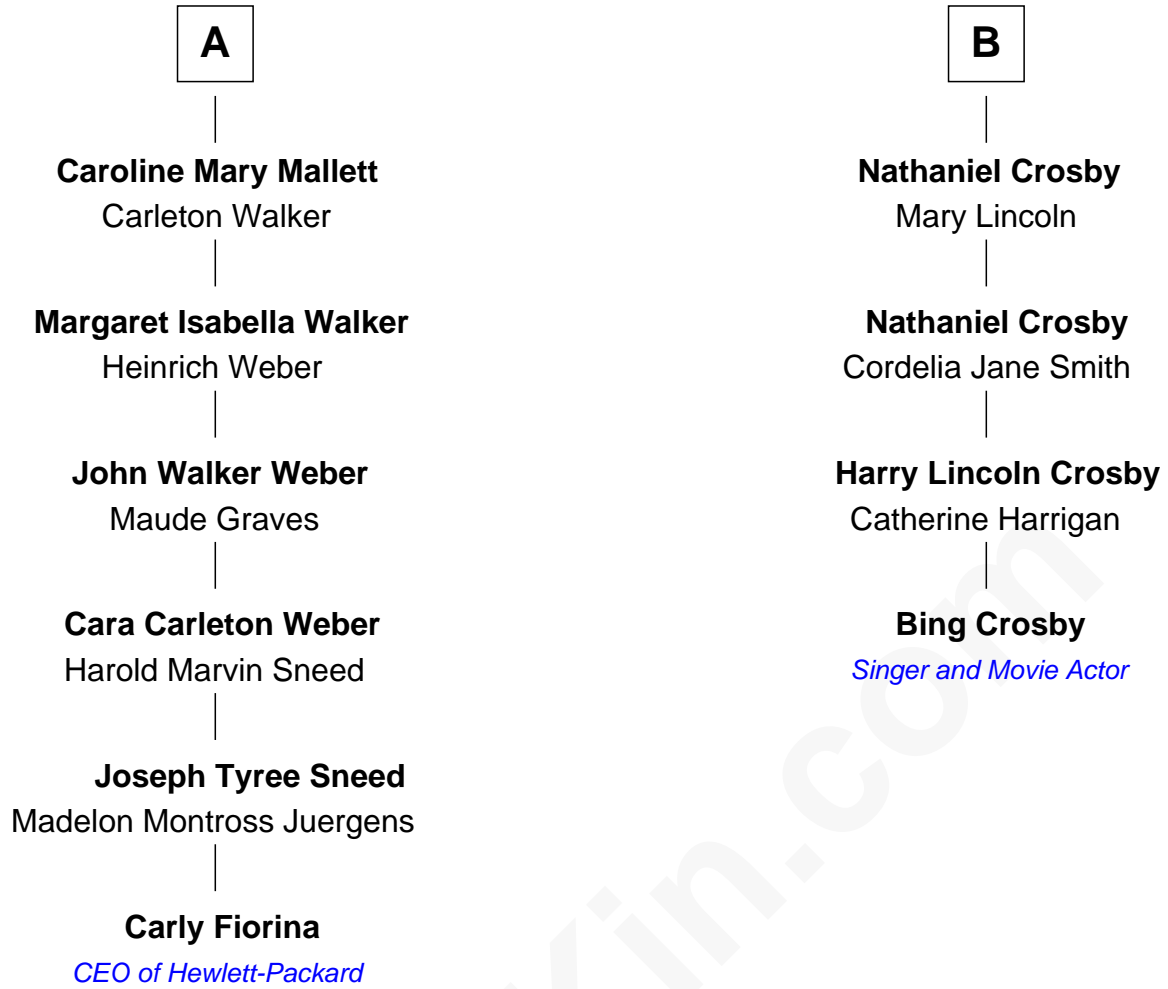 A
Caroline Mary Mallett
Carleton Walker
Margaret Isabella Walker
Heinrich Weber
John Walker Weber
Maude Graves
Cara Carleton Weber
Harold Marvin Sneed
Joseph Tyree Sneed
Madelon Montross Juergens
Carly Fiorina
CEO of Hewlett-Packard
B
Nathaniel Crosby
Mary Lincoln
Nathaniel Crosby
Cordelia Jane Smith
Harry Lincoln Crosby
Catherine Harrigan
Bing Crosby
Singer and Movie Actor